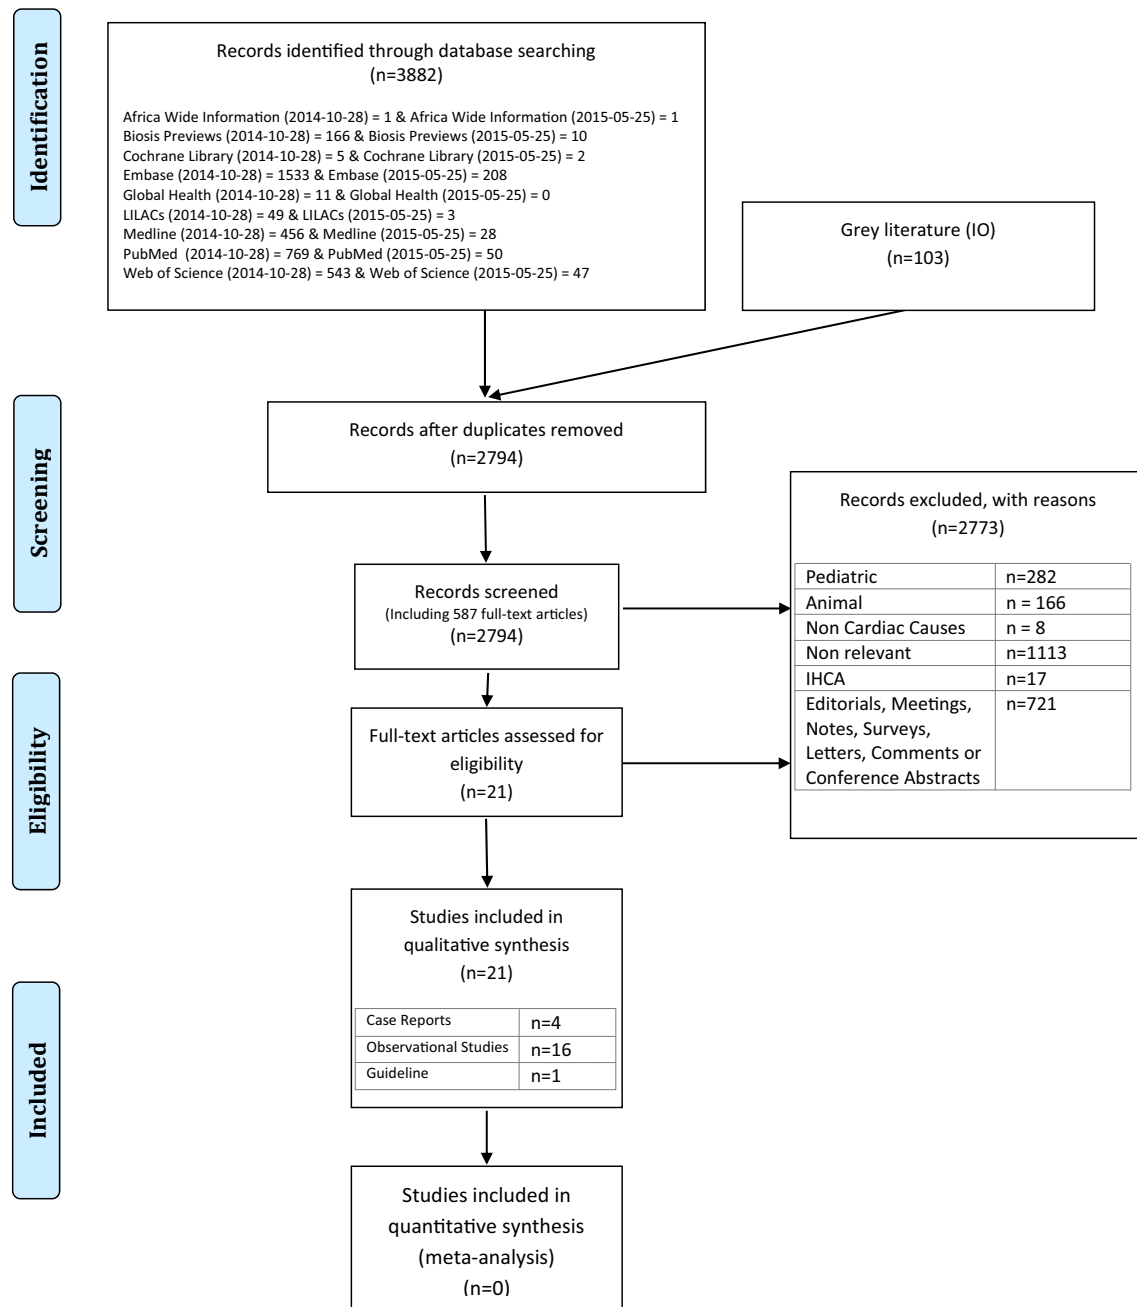 Identification
Records identified through database searching
(n=3882)
Africa Wide Information (2014-10-28) = 1 & Africa Wide Information (2015-05-25) = 1
Biosis Previews (2014-10-28) = 166 & Biosis Previews (2015-05-25) = 10
Cochrane Library (2014-10-28) = 5 & Cochrane Library (2015-05-25) = 2
Embase (2014-10-28) = 1533 & Embase (2015-05-25) = 208
Global Health (2014-10-28) = 11 & Global Health (2015-05-25) = 0
LILACs (2014-10-28) = 49 & LILACs (2015-05-25) = 3
Medline (2014-10-28) = 456 & Medline (2015-05-25) = 28
PubMed (2014-10-28) = 769 & PubMed (2015-05-25) = 50
Web of Science (2014-10-28) = 543 & Web of Science (2015-05-25) = 47
Grey literature (IO)
(n=103)
Screening
Records after duplicates removed
(n=2794)
Records screened
(Including 587 full-text articles)
(n=2794)
Records excluded, with reasons
(n=2773)
Pediatric n=282
Animal n = 166
Non Cardiac Causes n = 8
Non relevant n=1113
IHCA n=17
Editorials, Meetings, n=721
Notes, Surveys,
Letters, Comments or
Conference Abstracts
Eligibility
Full-text articles assessed for
eligibility
(n=21)
Included
Studies included in
qualitative synthesis
(n=21)
Case Reports n=4
Observational Studies n=16
Guideline n=1
Studies included in
quantitative synthesis
(meta-analysis)
(n=0)